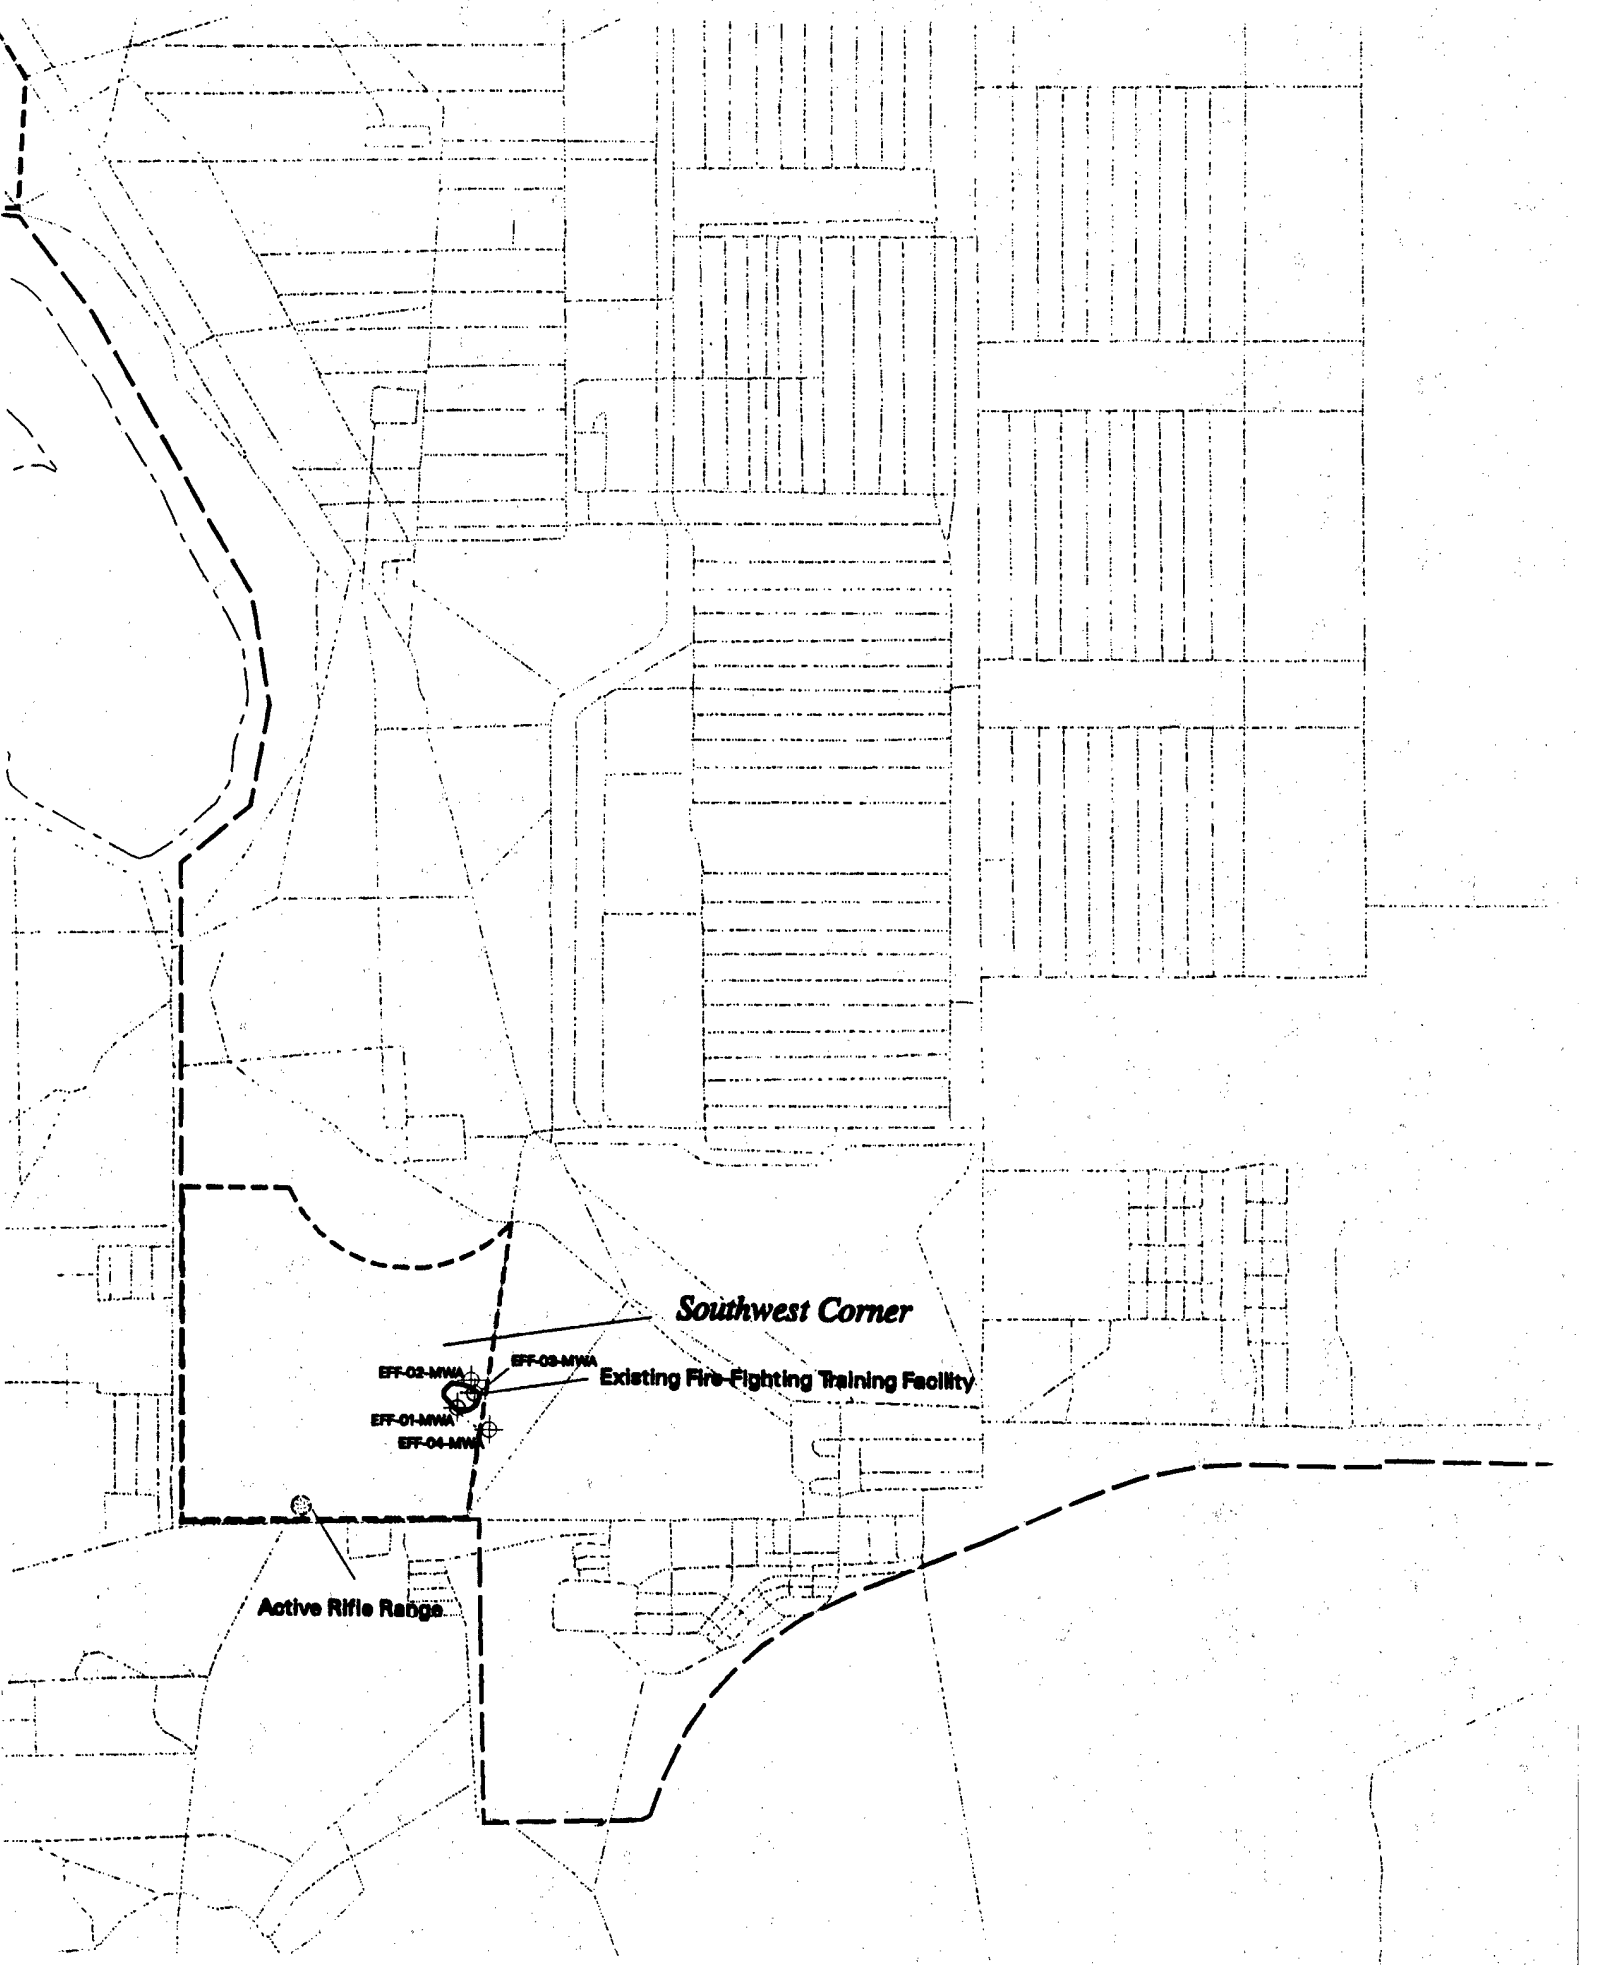 Southwest Corner
EFF-02-MWA
EFF-03-MWA
Existing Fire-Fighting Training Facility
EFF-01-MWA
EFF-04-MWA
Active Rifle Range